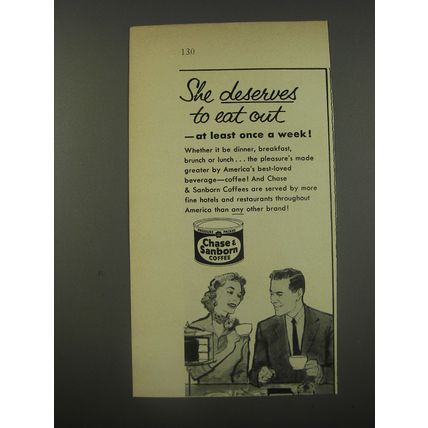 130
She deserves
to eat out
—at least once a week!
Whether it be dinner, breakfast,
brunch or lunch . . . the pleasure's made
greater by America's best-loved
beverage—coffee! And Chase
& Sanborn Coffees are served by more
fine hotels and restaurants throughout
America than any other brand!
PRESSURE PACKED
Chase &
Sanborn
COFFEE